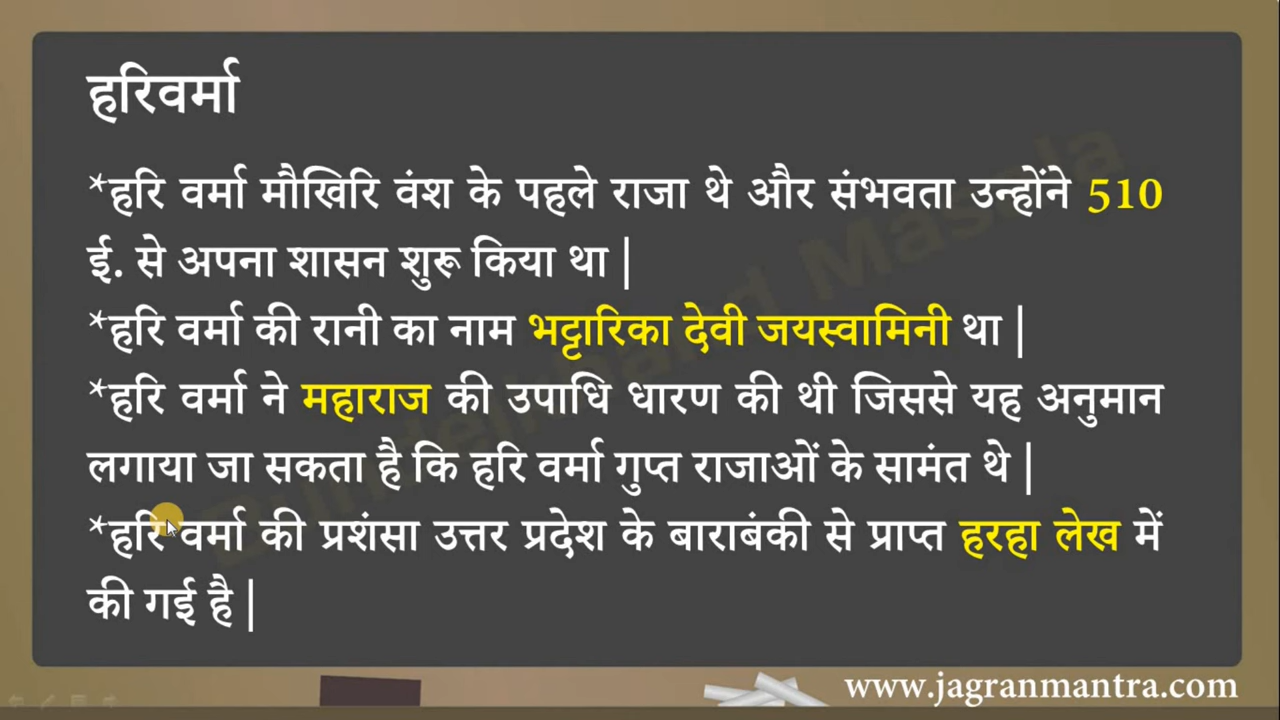 हरिवर्मा
*हरि वर्मा मौखिरि वंश के पहले राजा थे और संभवता उन्होंने 510
ई. से अपना शासन शुरू किया था |
*हरि वर्मा की रानी का नाम भट्टारिका देवी जयस्वामिनी था |
*हरि वर्मा ने महाराज की उपाधि धारण की थी जिससे यह अनुमान
लगाया जा सकता है कि हरि वर्मा गुप्त राजाओं के सामंत थे |
*हरि वर्मा की प्रशंसा उत्तर प्रदेश के बाराबंकी से प्राप्त हरहा लेख में
की गई है |
Bundelkhand Masala
www.jagranmantra.com